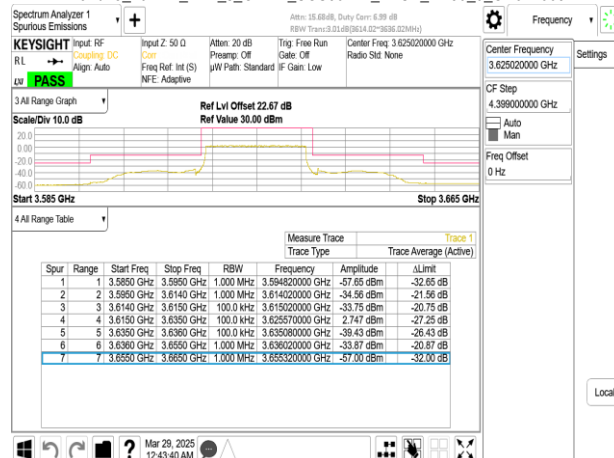 Spectrum Analyzer 1
Spurious Emissions
Attn: 15.68dB, Duty Corr: 6.99 dB
RBW Trans:3.01dB(3614.02~3636.02MHz)
Frequency
KEYSIGHT Input: RF Input Z: 50 Ω Atten: 20 dB Trig: Free Run Center Freq: 3.625020000 GHz
RL Coupling: DC Corr Preamp: Off Gate: Off Radio Std: None
Align: Auto Freq Ref: Int (S) µW Path: Standard IF Gain: Low
LXI PASS NFE: Adaptive
Center Frequency
3.625020000 GHz
Settings
CF Step
4.399000000 GHz
Auto
Man
Freq Offset
0 Hz
3 All Range Graph
Ref Lvl Offset 22.67 dB
Scale/Div 10.0 dB Ref Value 30.00 dBm
20.0
0.00
-20.0
-40.0
-60.0
Start 3.585 GHz Stop 3.665 GHz
4 All Range Table
Measure Trace Trace 1
Trace Type Trace Average (Active)
Spur Range Start Freq Stop Freq RBW Frequency Amplitude ΔLimit
1 1 3.5850 GHz 3.5950 GHz 1.000 MHz 3.594820000 GHz -57.65 dBm -32.65 dB
2 2 3.5950 GHz 3.6140 GHz 1.000 MHz 3.614020000 GHz -34.56 dBm -21.56 dB
3 3 3.6140 GHz 3.6150 GHz 100.0 kHz 3.615020000 GHz -33.75 dBm -20.75 dB
4 4 3.6150 GHz 3.6350 GHz 100.0 kHz 3.625570000 GHz 2.747 dBm -27.25 dB
5 5 3.6350 GHz 3.6360 GHz 100.0 kHz 3.635080000 GHz -39.43 dBm -26.43 dB
6 6 3.6360 GHz 3.6550 GHz 1.000 MHz 3.636020000 GHz -33.87 dBm -20.87 dB
7 7 3.6550 GHz 3.6650 GHz 1.000 MHz 3.655320000 GHz -57.00 dBm -32.00 dB
Local
? Mar 29, 2025
12:43:40 AM